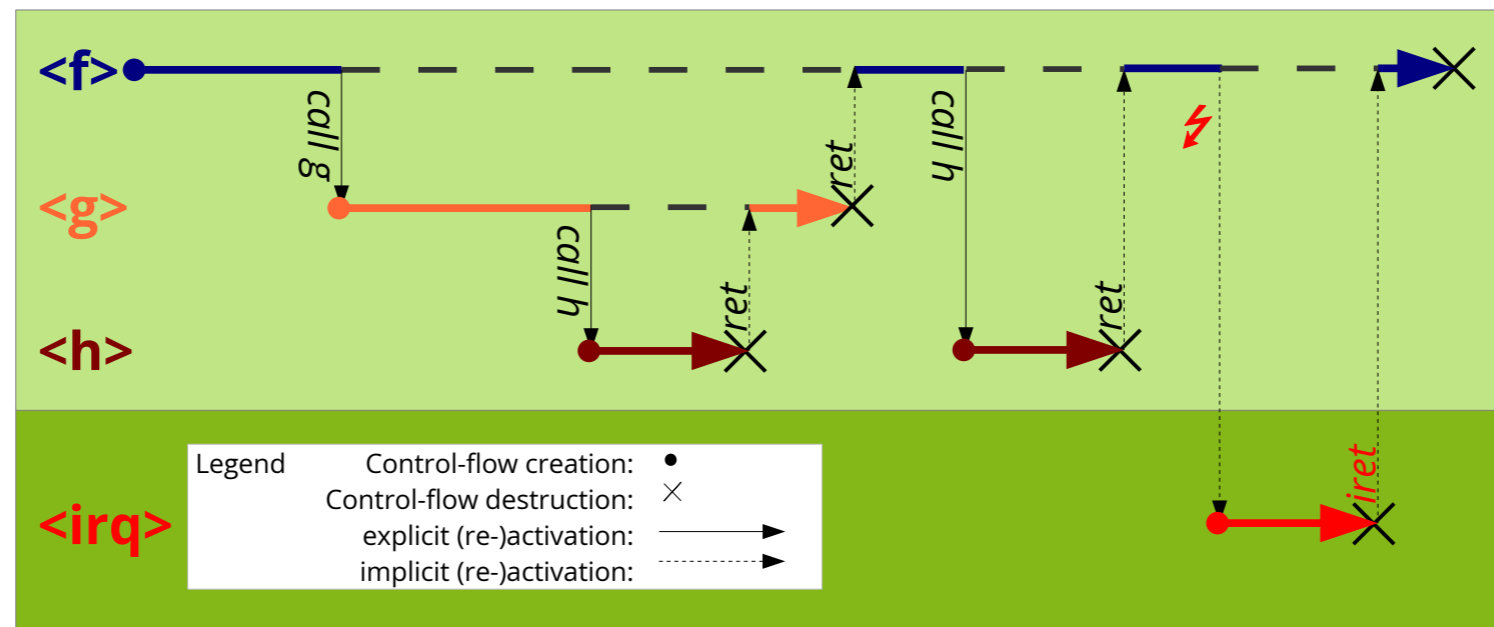 <f>
call g
ret
call h
<g>
call h
ret
ret
<h>
<irq>
iret
Legend
Control-flow creation:
Control-flow destruction:
explicit (re-)activation:
implicit (re-)activation: